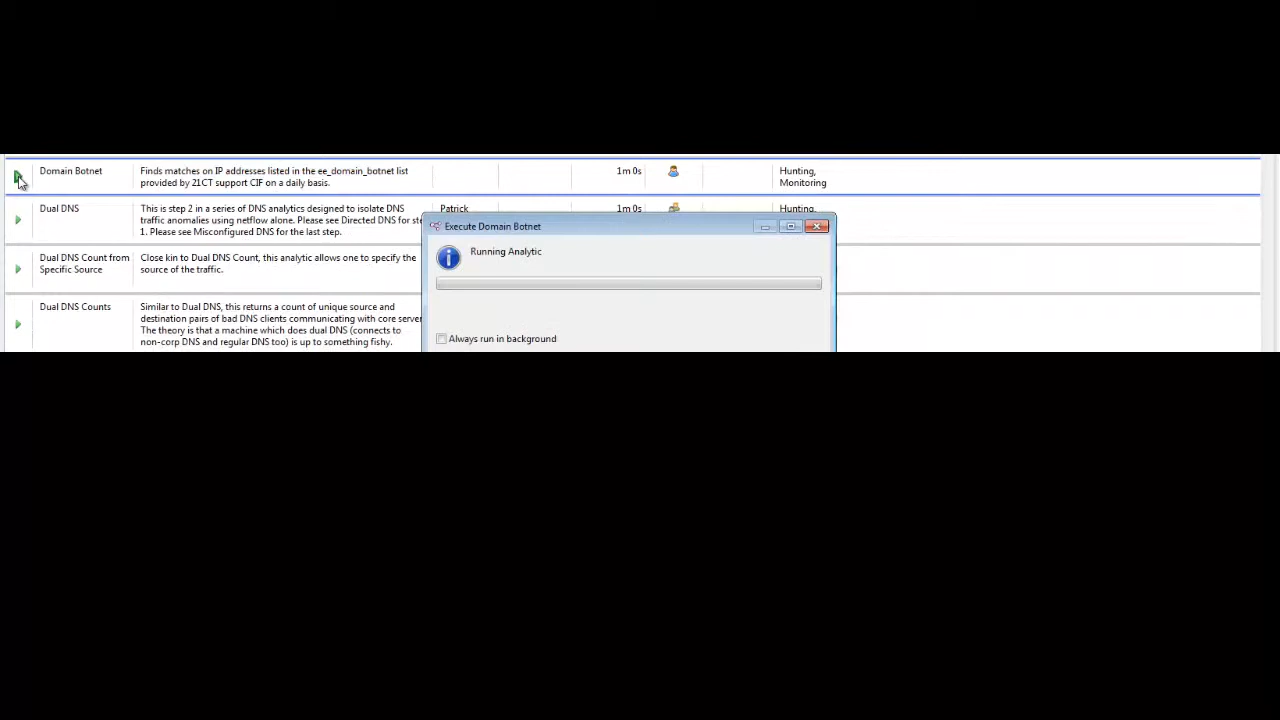 Domain Botnet
Finds matches on IP addresses listed in the ee_domain_botnet list
provided by 21CT support CIF on a daily basis.
1m 0s
Hunting,
Monitoring
Dual DNS
This is step 2 in a series of DNS analytics designed to isolate DNS
traffic anomalies using netflow alone. Please see Directed DNS for ste
1. Please see Misconfigured DNS for the last step.
Patrick
1m 0s
Hunting,
Execute Domain Botnet
Running Analytic
Always run in background
Dual DNS Count from
Specific Source
Close kin to Dual DNS Count, this analytic allows one to specify the
source of the traffic.
Dual DNS Counts
Similar to Dual DNS, this returns a count of unique source and
destination pairs of bad DNS clients communicating with core server
The theory is that a machine which does dual DNS (connects to
non-corp DNS and regular DNS too) is up to something fishy.